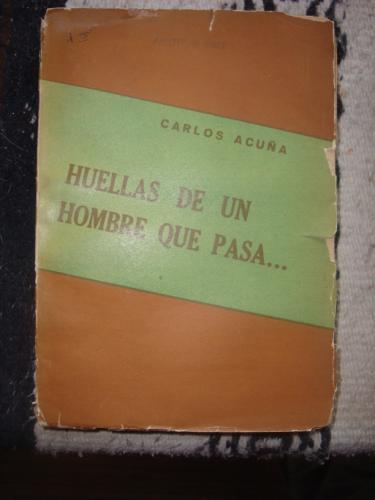 CARLOS ACUÑA
HUELLAS DE UN
HOMBRE QUE PASA...